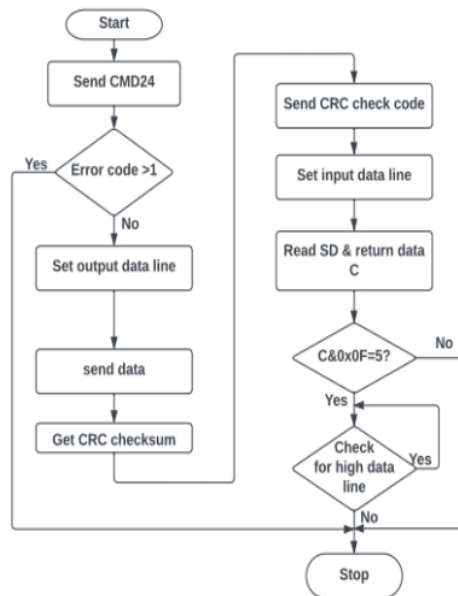 Start
Send CMD24
Yes
Error code >1
No
Set output data line
send data
Get CRC checksum
Send CRC check code
Set input data line
Read SD & return data
C
C&0x0F=5?
No
Yes
Check
for high data
line
Yes
No
Stop